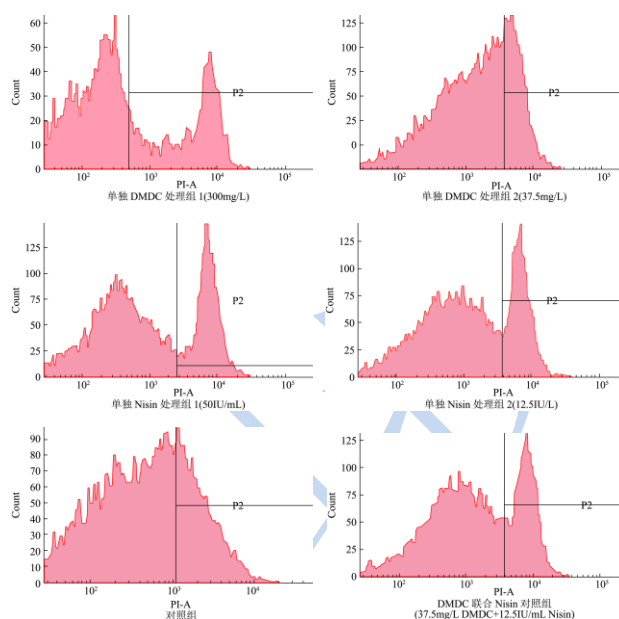 60
50
40
30
20
10
0
Count
P2
10²
10³
10⁴
10⁵
PI-A
单独 DMDC 处理组 1(300mg/L)
125
100
75
50
25
0
Count
P2
10²
10³
10⁴
10⁵
PI-A
单独 DMDC 处理组 2(37.5mg/L)
125
100
75
50
25
0
Count
P2
10²
10³
10⁴
10⁵
PI-A
单独 Nisin 处理组 1(50IU/mL)
125
100
75
50
25
0
Count
P2
10²
10³
10⁴
10⁵
PI-A
单独 Nisin 处理组 2(12.5IU/L)
90
80
70
60
50
40
30
20
10
0
Count
P2
10²
10³
10⁴
10⁵
PI-A
对照组
125
100
75
50
25
0
Count
P2
10²
10³
10⁴
10⁵
PI-A
DMDC 联合 Nisin 对照组
(37.5mg/L DMDC+12.5IU/mL Nisin)